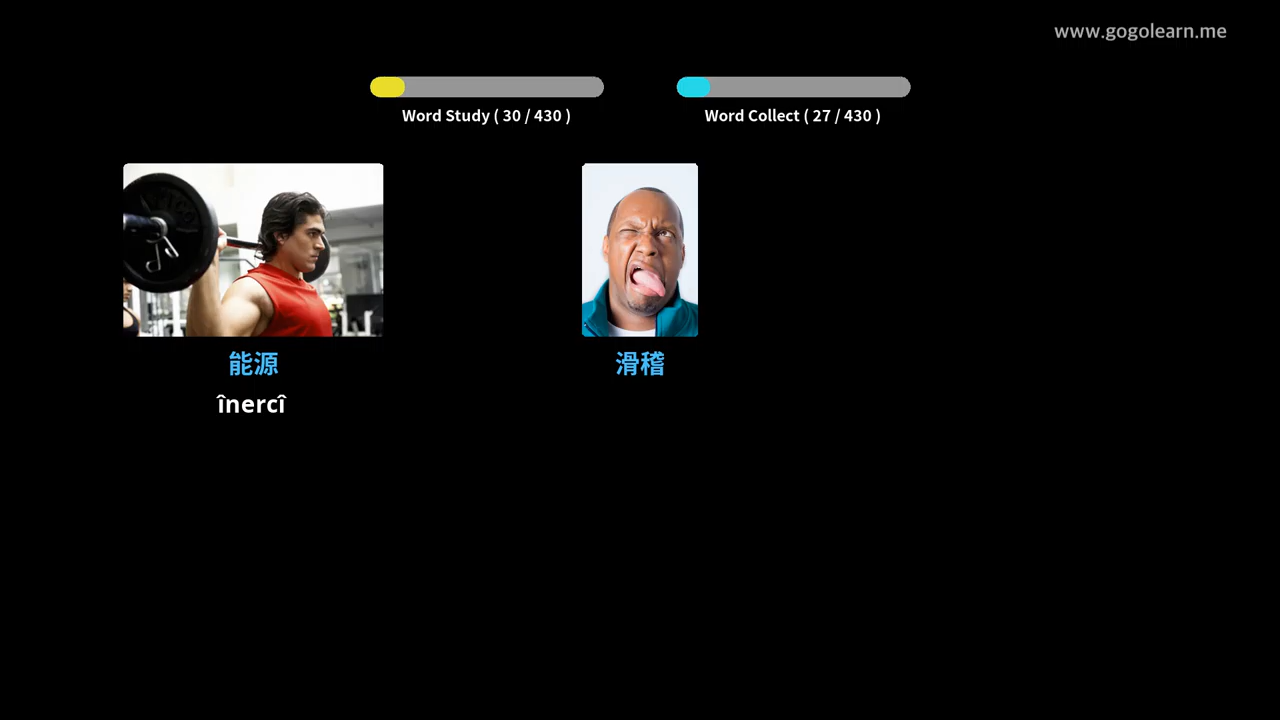 www.gogolearn.me
Word Study ( 30 / 430 )
Word Collect ( 27 / 430 )
能源
滑稽
înercî